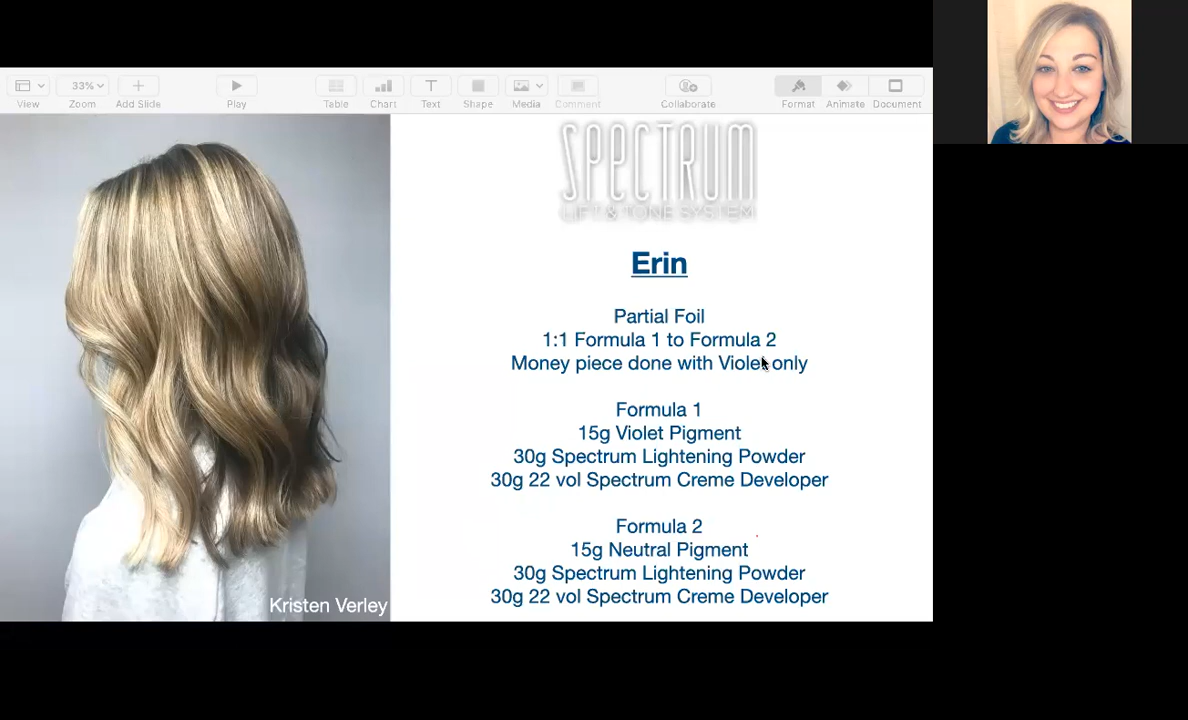 View
33%
Zoom
Add Slide
Play
Table
Chart
Text
Shape
Media
Comment
Collaborate
Format
Animate
Document
SPECTRUM
LIFT & TONE SYSTEM
Erin
Partial Foil
1:1 Formula 1 to Formula 2
Money piece done with Violet only
Formula 1
15g Violet Pigment
30g Spectrum Lightening Powder
30g 22 vol Spectrum Creme Developer
Formula 2
15g Neutral Pigment
30g Spectrum Lightening Powder
30g 22 vol Spectrum Creme Developer
Kristen Verley